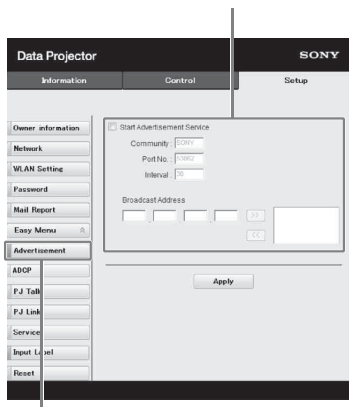 Data Projector
SONY
Information
Control
Setup
Owner information
Network
WLAN Setting
Password
Mail Report
Easy Menu
Advertisement
ADCP
PJ Talk
PJ Link
Service
Input Label
Reset
Start Advertisement Service
Community : SONY
Port No. : 53862
Interval : 30
Broadcast Address
. . .
>>
<<
Apply